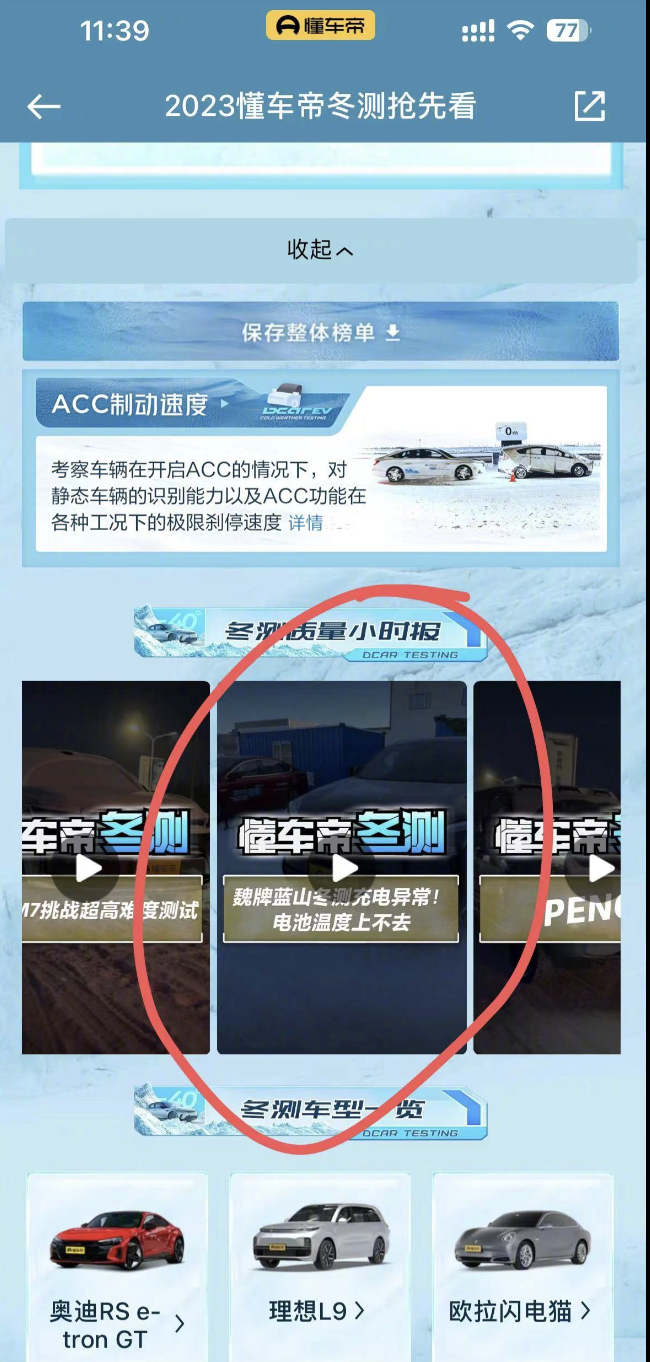 11:39
懂车帝
77
2023懂车帝冬测抢先看
收起
保存整体榜单
ACC制动速度
DCAR EV
COLD WEATHER TESTING
0m
考察车辆在开启ACC的情况下，对
静态车辆的识别能力以及ACC功能在
各种工况下的极限刹停速度 详情
-40°
冬测质量小时报
DCAR TESTING
车帝冬测
M7挑战超高难度测试
懂车帝冬测
魏牌蓝山冬测充电异常！
电池温度上不去
懂车帝
PEN
-40°
冬测车型一览
DCAR TESTING
奥迪RS e-
tron GT
理想L9
欧拉闪电猫